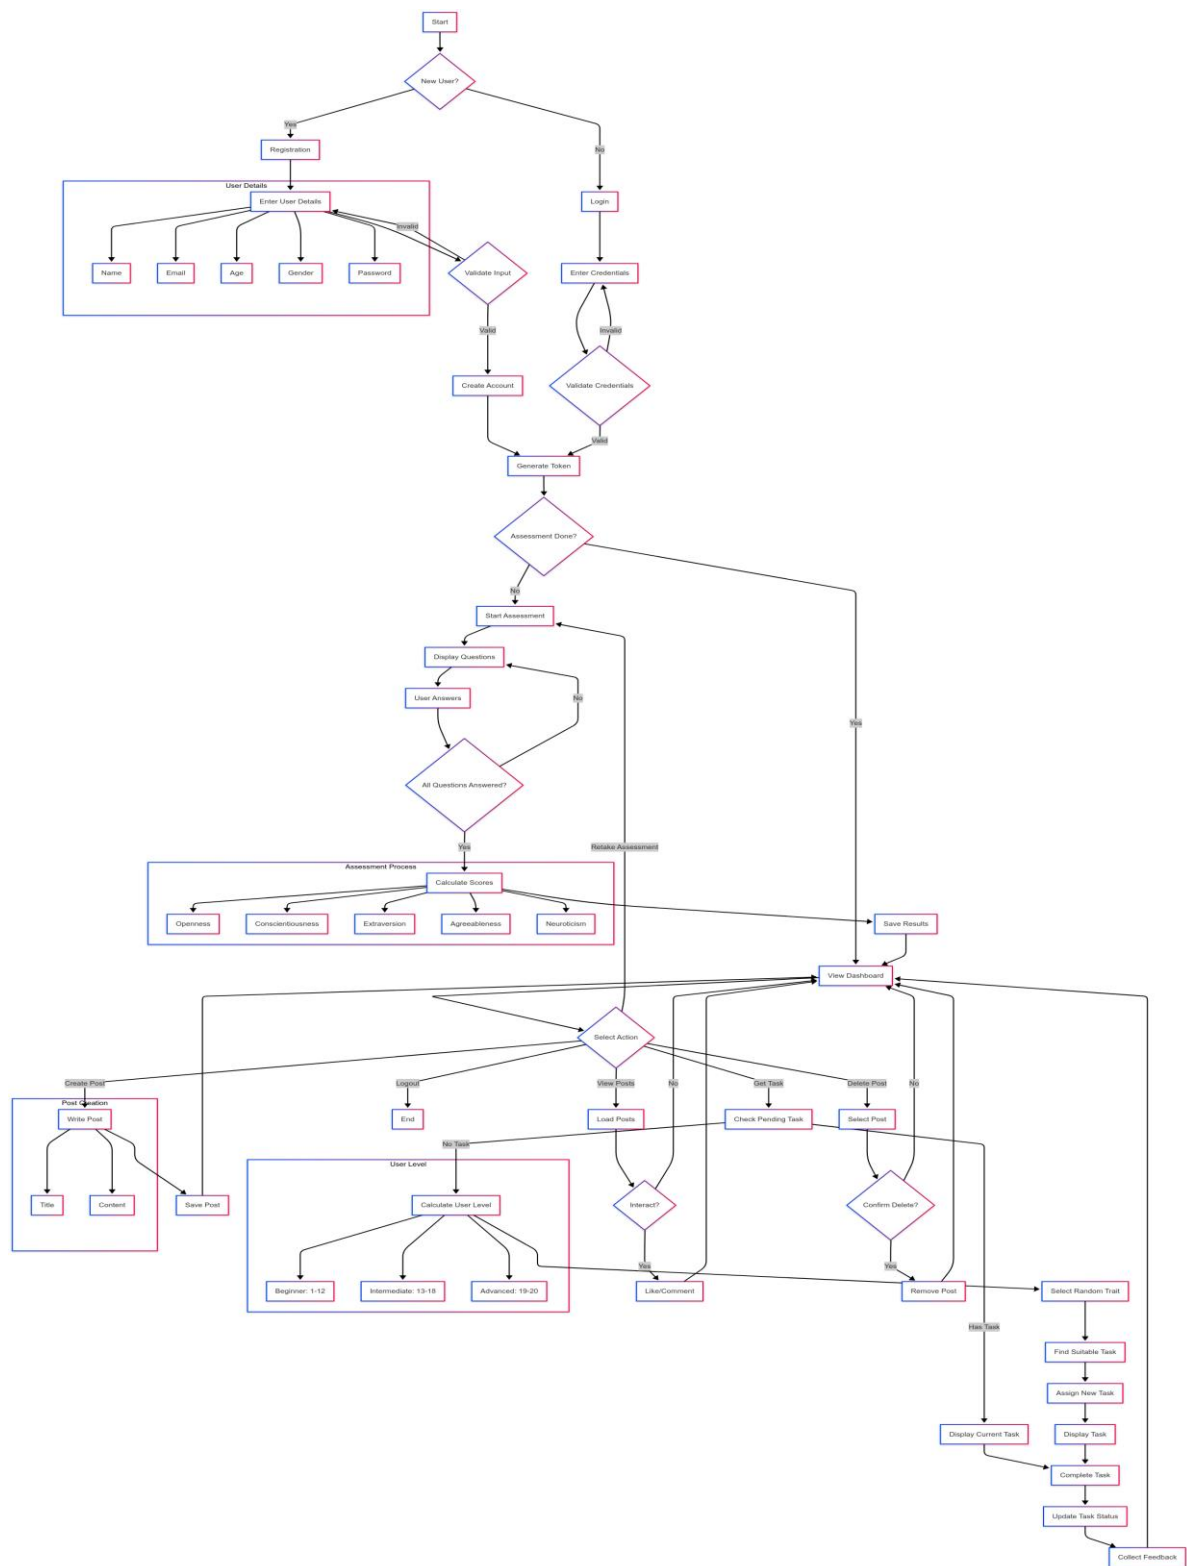 Start
New User?
Yes
No
Registration
Login
User Details
Enter User Details
Invalid
Name
Email
Age
Gender
Password
Validate Input
Enter Credentials
Valid
Invalid
Create Account
Validate Credentials
Valid
Generate Token
Assessment Done?
No
Start Assessment
Display Questions
User Answers
No
Yes
All Questions Answered?
Yes
Retake Assessment
Assessment Process
Calculate Scores
Openness
Conscientiousness
Extraversion
Agreeableness
Neuroticism
Save Results
View Dashboard
Select Action
Create Post
Logout
View Posts
No
Get Task
Delete Post
No
Post Creation
Write Post
End
Load Posts
Check Pending Task
Select Post
No Task
User Level
Title
Content
Save Post
Calculate User Level
Interact?
Confirm Delete?
Yes
Yes
Beginner: 1-12
Intermediate: 13-18
Advanced: 19-20
Like/Comment
Remove Post
Select Random Trait
Has Task
Find Suitable Task
Assign New Task
Display Current Task
Display Task
Complete Task
Update Task Status
Collect Feedback